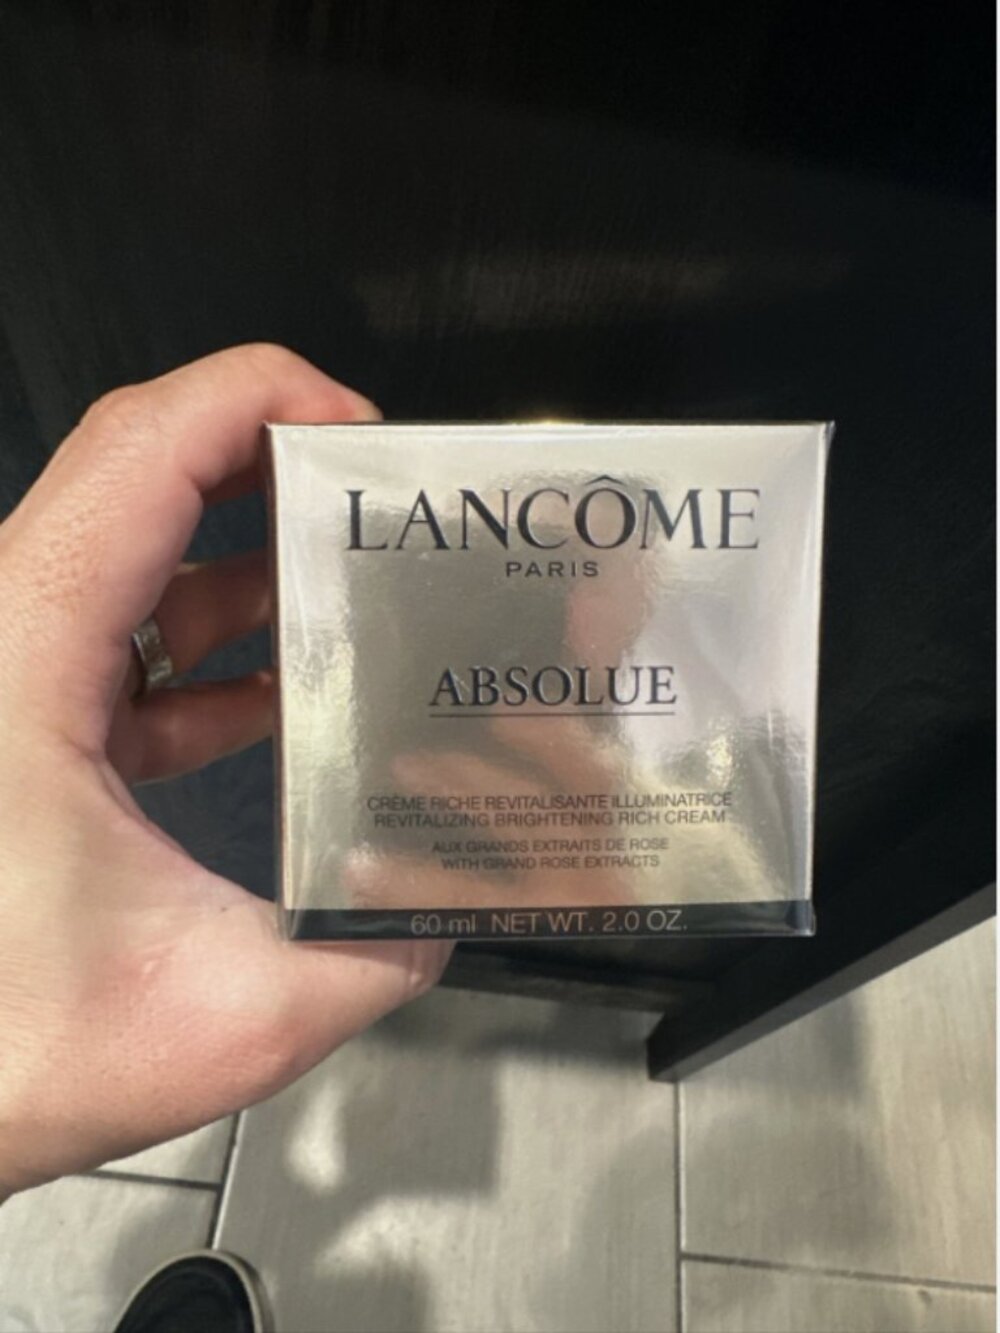 LANCÔME
PARIS
ABSOLUE
CRÈME RICHE REVITALISANTE ILLUMINATRICE
REVITALIZING BRIGHTENING RICH CREAM
AUX GRANDS EXTRAITS DE ROSE
WITH GRAND ROSE EXTRACTS
60 ml NET WT. 2.0 OZ.